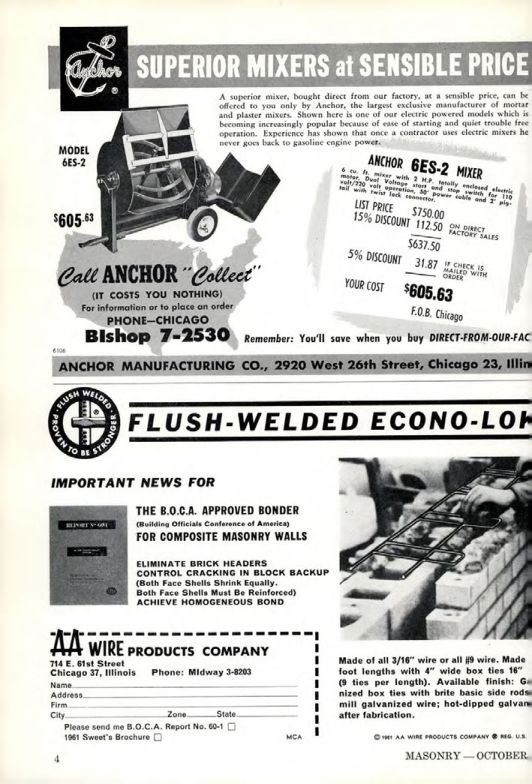 Anchor
®
SUPERIOR MIXERS at SENSIBLE PRICE
A superior mixer, bought direct from our factory, at a sensible price, can be
offered to you only by Anchor, the largest exclusive manufacturer of mortar
and plaster mixers. Shown here is one of our electric powered models which is
becoming increasingly popular because of ease of starting and quiet trouble free
operation. Experience has shown that once a contractor uses electric mixers he
never goes back to gasoline engine power.
MODEL
6ES-2
$605.63
ANCHOR 6ES-2 MIXER
6 cu. ft. mixer with 2 H.P. totally enclosed electric
motor. Dual Voltage start and stop switch for 110
volt/220 volt operation, 50' power cable and 2' pig-
tail with twist lock connector.
LIST PRICE $750.00
15% DISCOUNT 112.50 ON DIRECT FACTORY SALES
$637.50
5% DISCOUNT 31.87 IF CHECK IS MAILED WITH ORDER
YOUR COST $605.63
F.O.B. Chicago
Call ANCHOR "Collect"
(IT COSTS YOU NOTHING)
For information or to place an order
PHONE—CHICAGO
BIshop 7-2530
Remember: You'll save when you buy DIRECT-FROM-OUR-FAC
6106
ANCHOR MANUFACTURING CO., 2920 West 26th Street, Chicago 23, Illin
FLUSH WELDED
®
PROVEN TO BE STRONGER
FLUSH-WELDED ECONO-LOK
IMPORTANT NEWS FOR
REPORT No 60-1
THE B.O.C.A. APPROVED BONDER
(Building Officials Conference of America)
FOR COMPOSITE MASONRY WALLS
ELIMINATE BRICK HEADERS
CONTROL CRACKING IN BLOCK BACKUP
(Both Face Shells Shrink Equally.
Both Face Shells Must Be Reinforced)
ACHIEVE HOMOGENEOUS BOND
AA WIRE PRODUCTS COMPANY
714 E. 61st Street
Chicago 37, Illinois Phone: MIdway 3-8203
Name
Address
Firm
City Zone State
Please send me B.O.C.A. Report No. 60-1
1961 Sweet's Brochure
MCA
Made of all 3/16" wire or all #9 wire. Made
foot lengths with 4" wide box ties 16"
(9 ties per length). Available finish: Ga
nized box ties with brite basic side rods
mill galvanized wire; hot-dipped galvan
after fabrication.
© 1961 AA WIRE PRODUCTS COMPANY ® REG. U.S.
4
MASONRY — OCTOBER